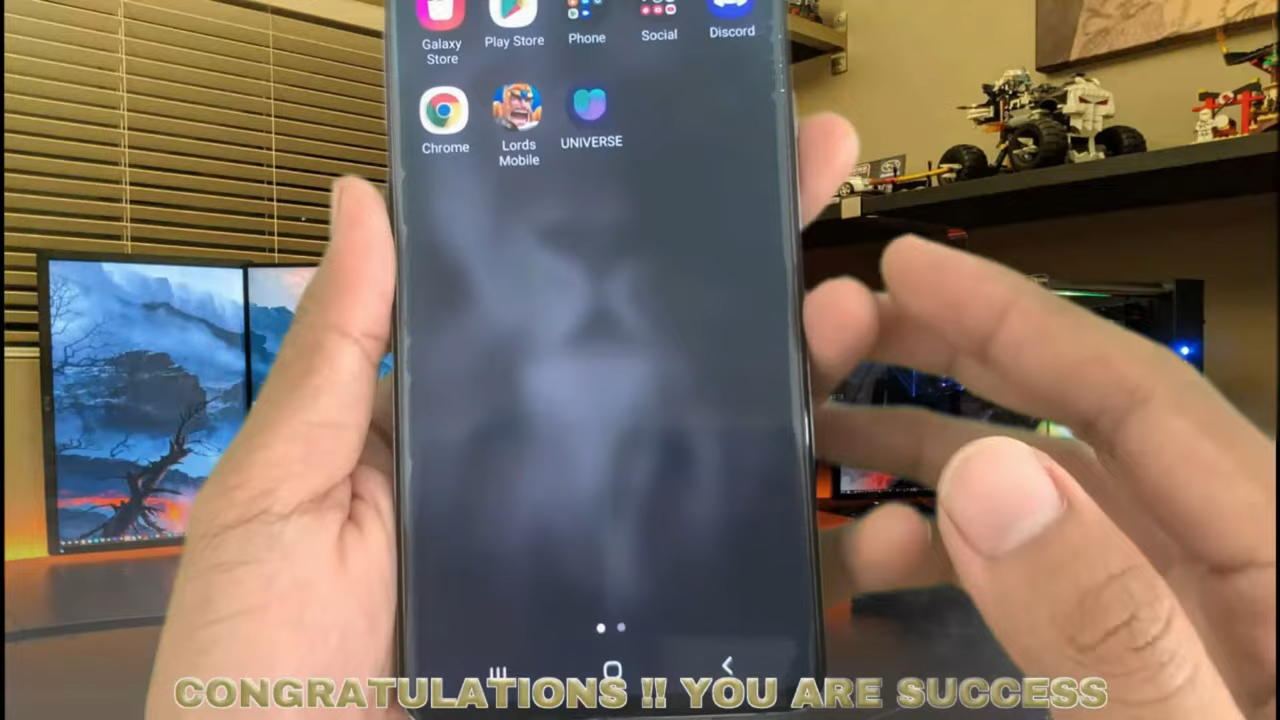 Galaxy Store
Play Store
Phone
Social
Discord
Chrome
Lords Mobile
UNIVERSE
CONGRATULATIONS !! YOU ARE SUCCESS